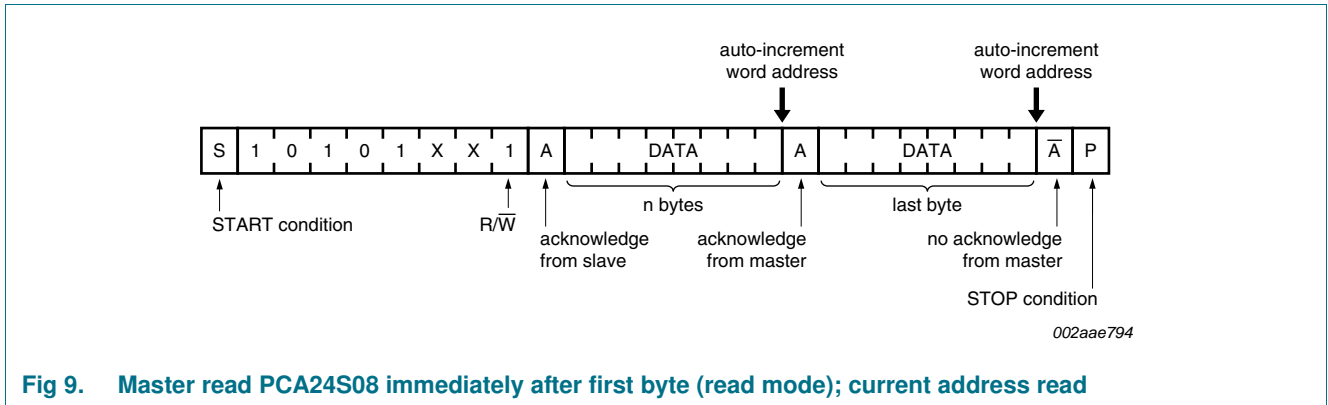 auto-increment
word address
auto-increment
word address
S 1 0 1 0 1 X X 1 A DATA A DATA A̅ P
n bytes
last byte
START condition
R/W̅
acknowledge
from slave
acknowledge
from master
no acknowledge
from master
STOP condition
002aae794
Fig 9. Master read PCA24S08 immediately after first byte (read mode); current address read